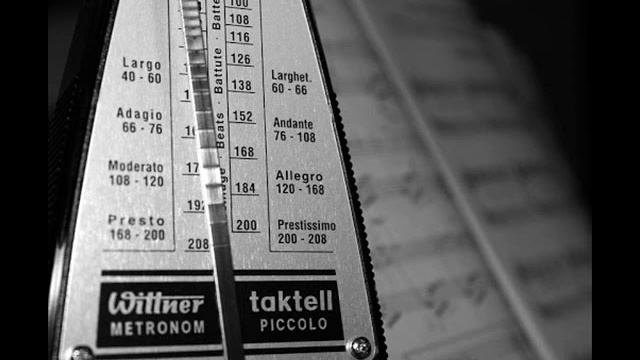 Largo
40 - 60
Adagio
66 - 76
Moderato
108 - 120
Presto
168 - 200
192
208
Beats · Battute · Batte
100
108
116
126
138
152
168
184
200
Larghet.
60 - 66
Andante
76 - 108
Allegro
120 - 168
Prestissimo
200 - 208
Wittner
METRONOM
taktell
PICCOLO